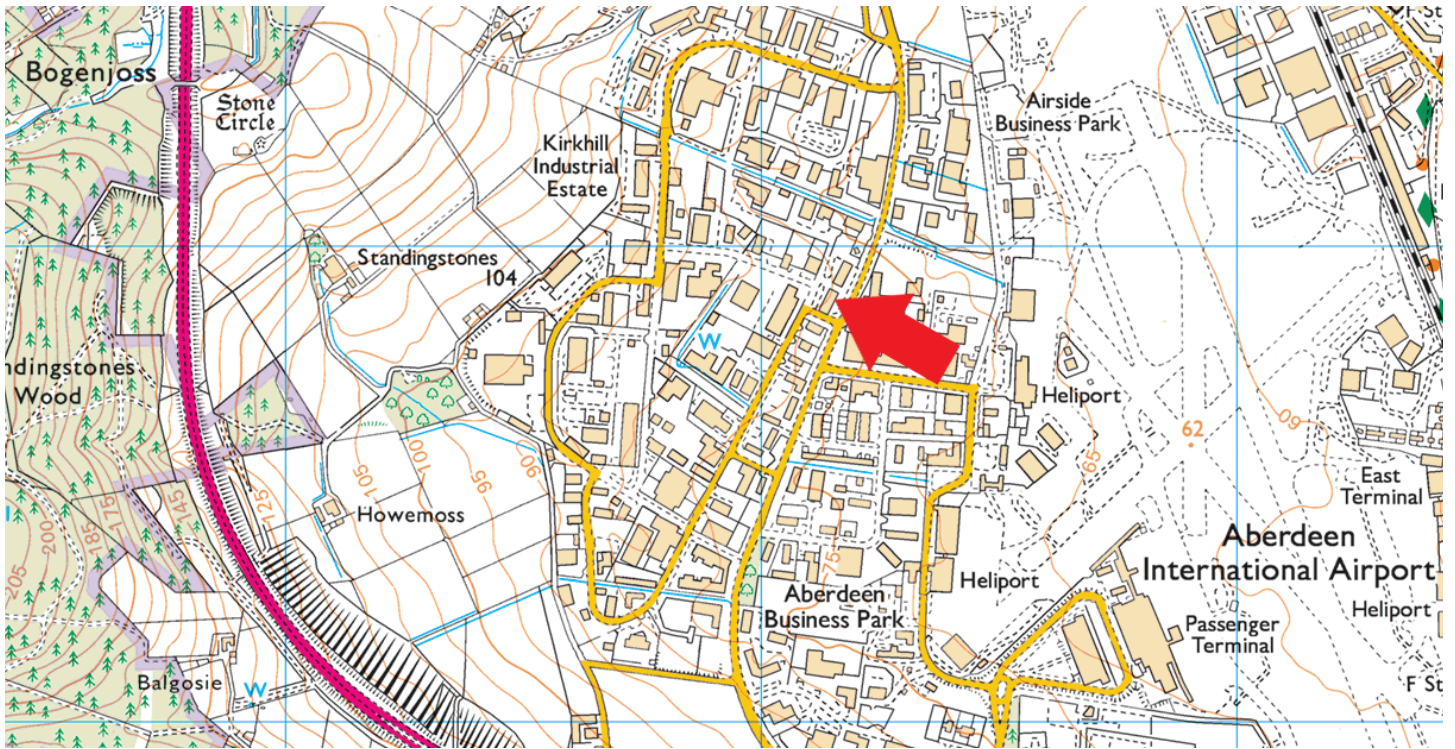 F St
Bogenjoss
Stone
Circle
Airside
Business Park
Kirkhill
Industrial
Estate
Standingstones
104
W
ndingstones
Wood
Heliport
62
60
65
100
105
95
90
East
Terminal
125
145
175
185
200
205
Howemoss
Aberdeen
International Airport
75
Heliport
Aberdeen
Business Park
Heliport
Passenger
Terminal
Balgosie
W
F St